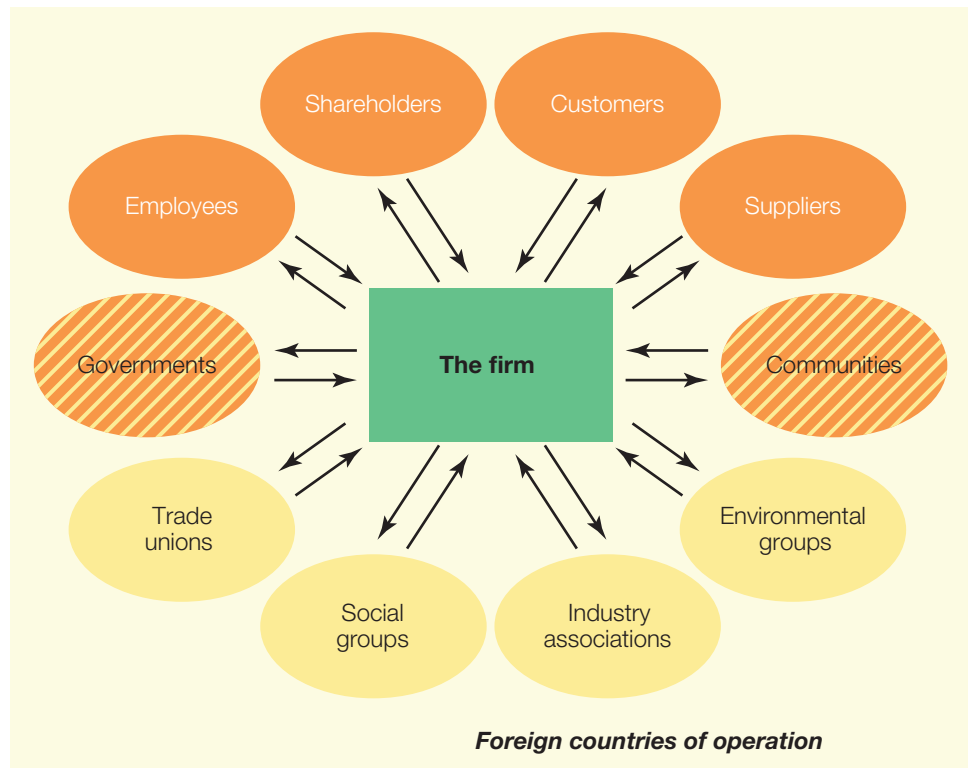 Shareholders
Customers
Employees
Suppliers
Governments
The firm
Communities
Trade
unions
Environmental
groups
Social
groups
Industry
associations
Foreign countries of operation